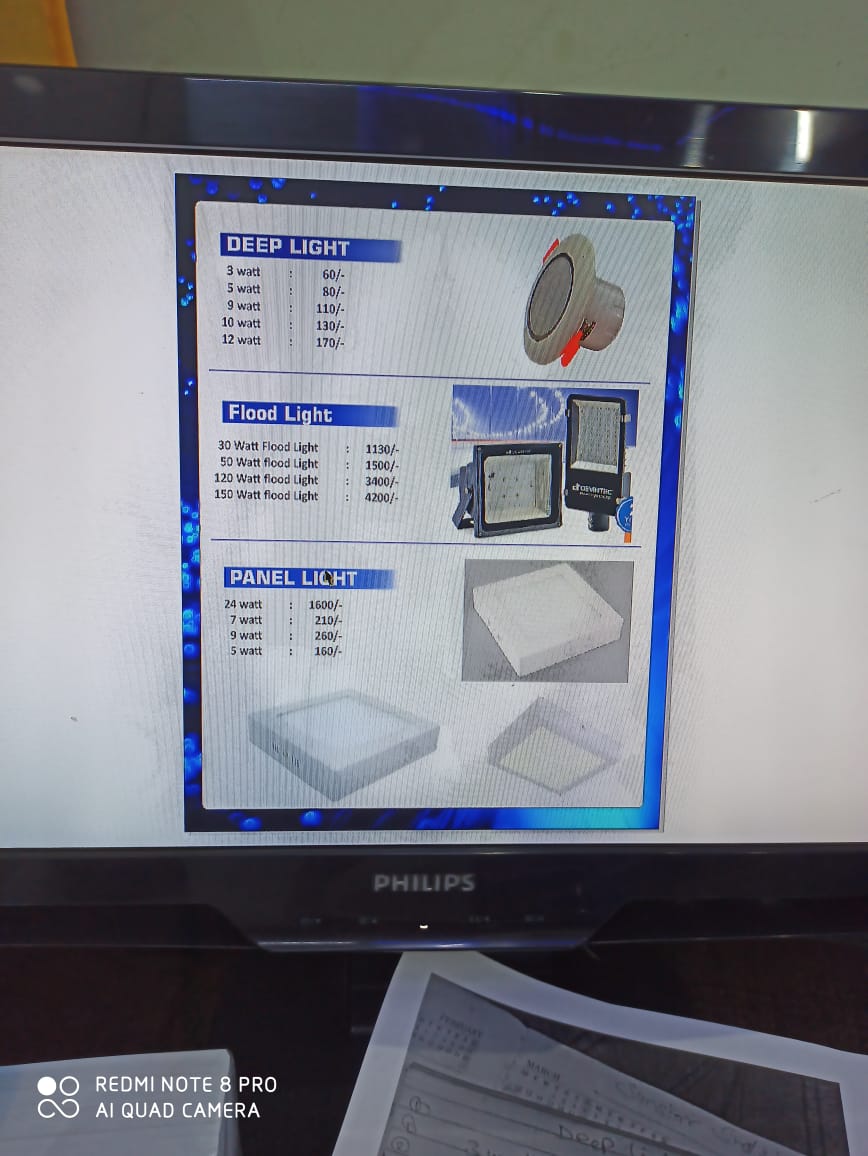 DEEP LIGHT
3 watt : 60/-
5 watt : 80/-
9 watt : 110/-
10 watt : 130/-
12 watt : 170/-
Flood Light
30 Watt Flood Light : 1130/-
50 Watt flood Light : 1500/-
120 Watt flood Light : 3400/-
150 Watt flood Light : 4200/-
PANEL LIGHT
24 watt : 1600/-
7 watt : 210/-
9 watt : 260/-
5 watt : 160/-
PHILIPS
FEBRUARY
MARCH
Deep
REDMI NOTE 8 PRO
AI QUAD CAMERA